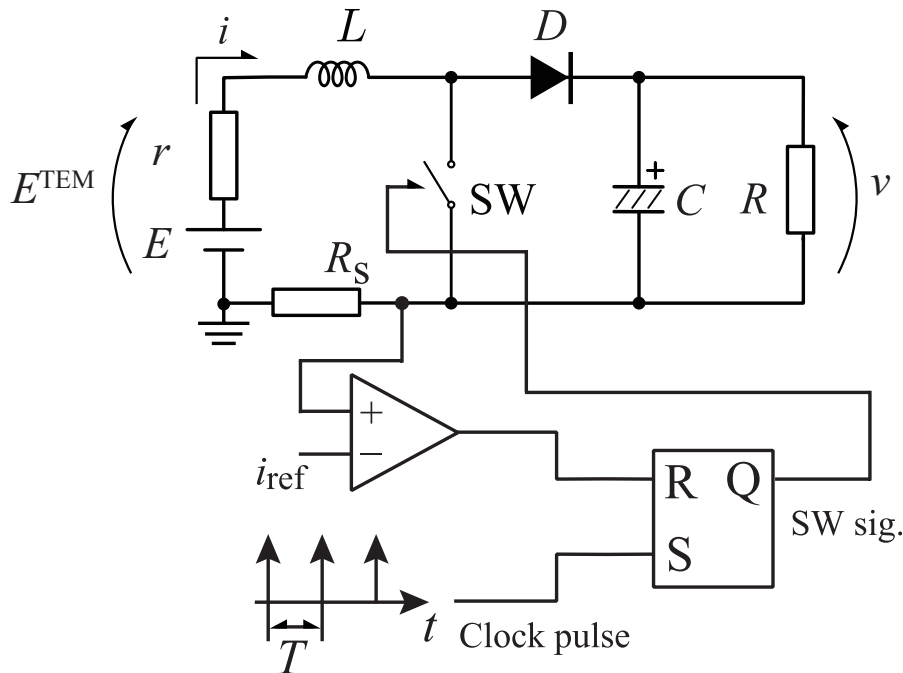 i
L
D
r
E^TEM
E
SW
+
C
R
v
R_S
+
−
i_ref
R Q
S
SW sig.
t
T
Clock pulse